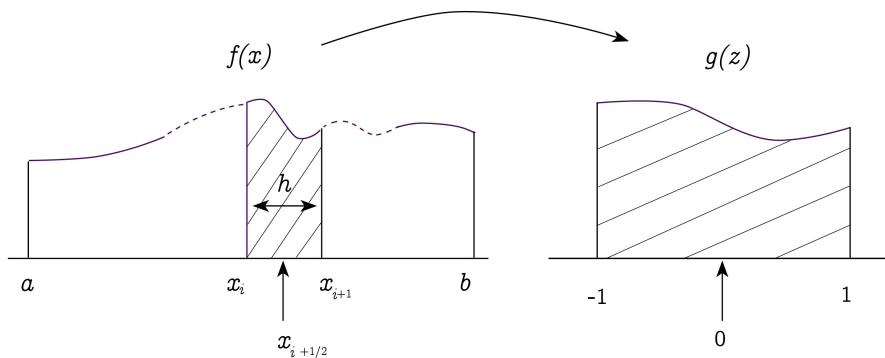 f(x)
g(z)
h
a
x_i
x_{i+1}
b
-1
1
x_{i+1/2}
0